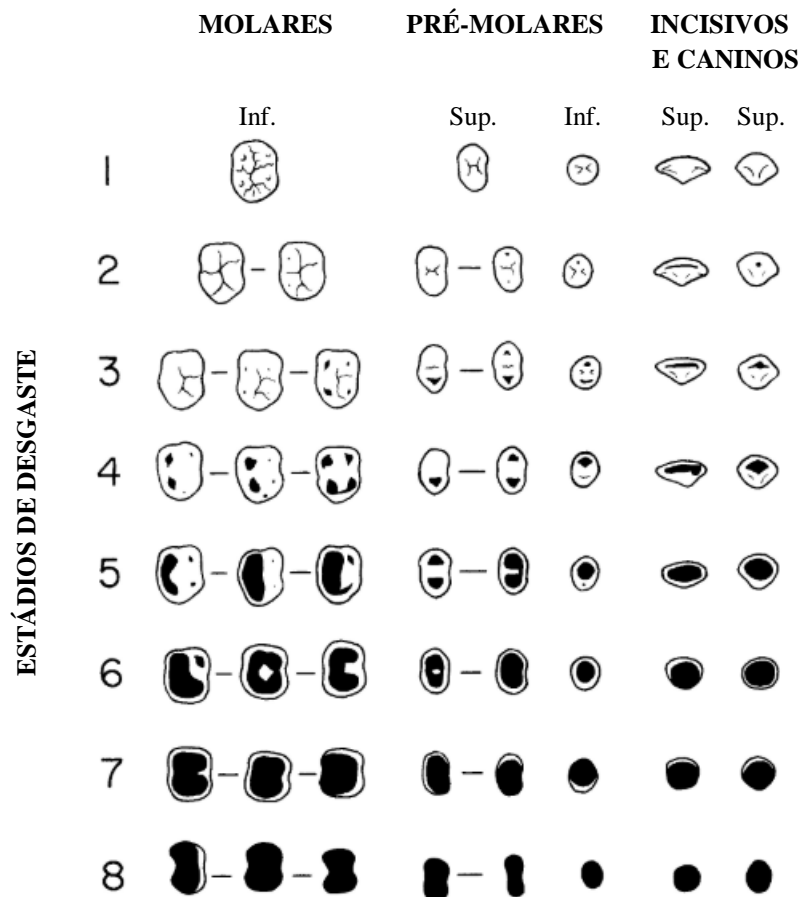 MOLARES PRÉ-MOLARES INCISIVOS
E CANINOS
Inf. Sup. Inf. Sup. Sup.
1
2
3
4
5
6
7
8
ESTÁDIOS DE DESGASTE